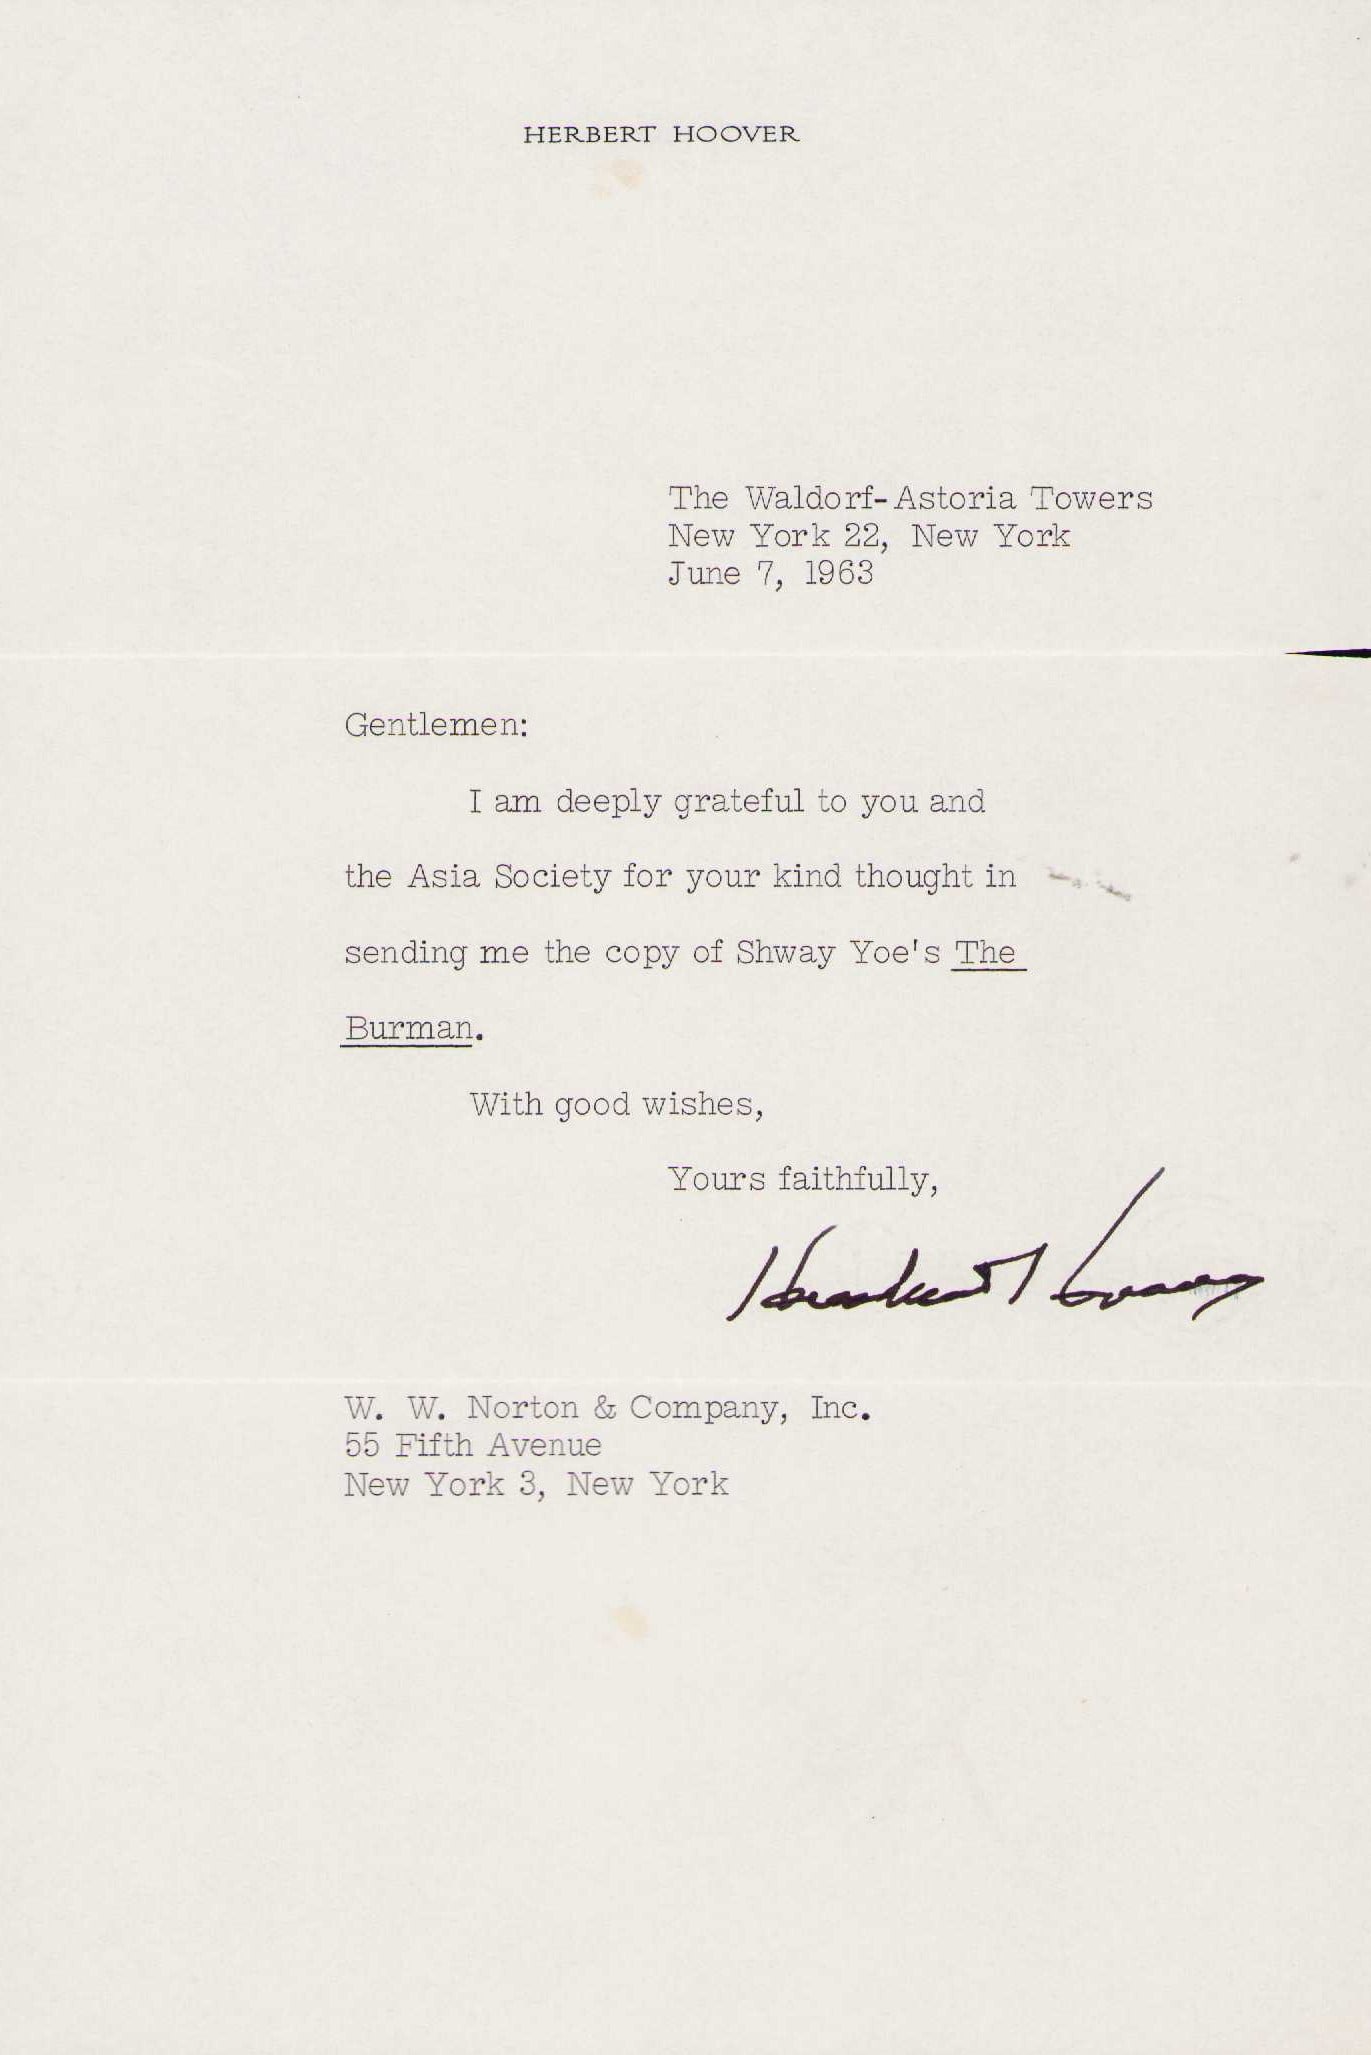 HERBERT HOOVER
The Waldorf-Astoria Towers
New York 22, New York
June 7, 1963
Gentlemen:
I am deeply grateful to you and
the Asia Society for your kind thought in
sending me the copy of Shway Yoe's The
Burman.
With good wishes,
Yours faithfully,
Herbert Hoover
W. W. Norton & Company, Inc.
55 Fifth Avenue
New York 3, New York